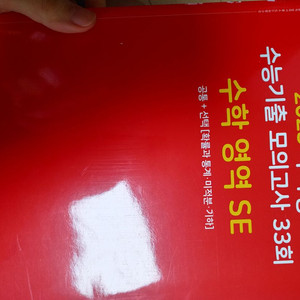 수능기출 모의고사 33회
수학 영역 SE
공통 + 선택 [확률과 통계·미적분·기하]